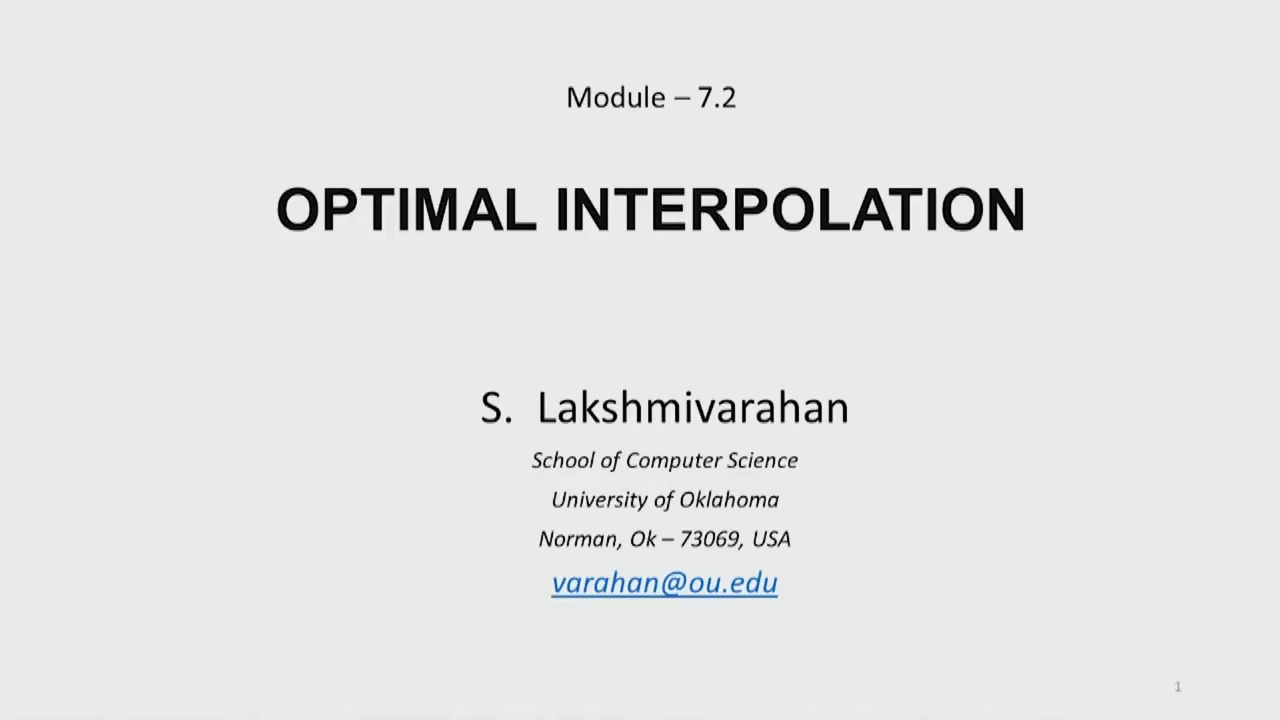 Module – 7.2
OPTIMAL INTERPOLATION
S. Lakshmivarahan
School of Computer Science
University of Oklahoma
Norman, Ok – 73069, USA
varahan@ou.edu
1